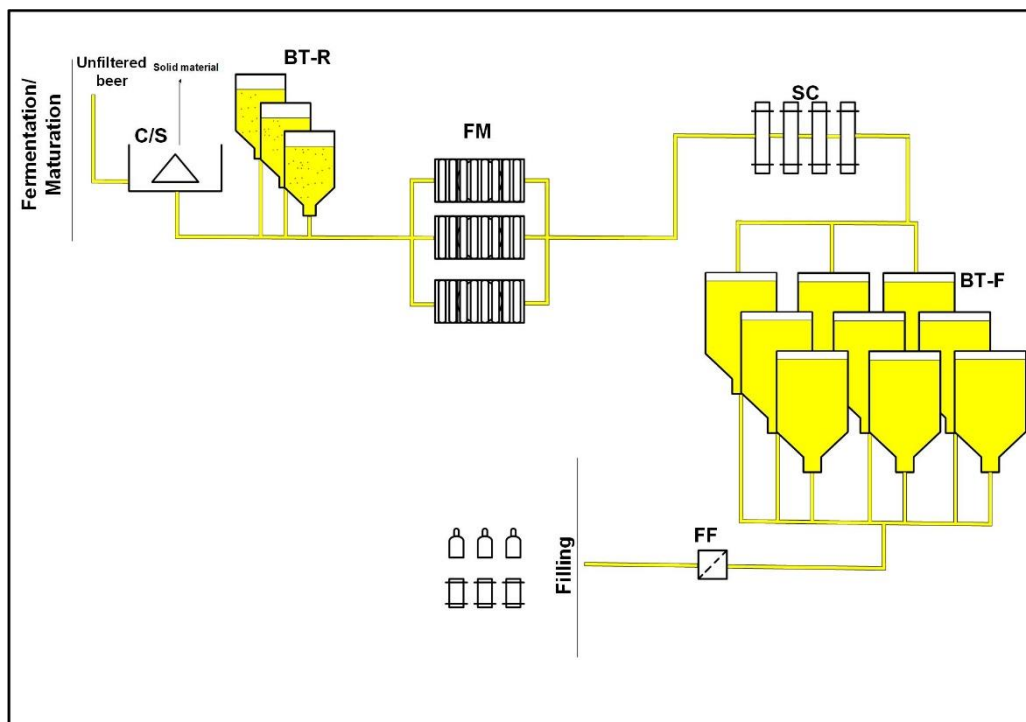 Fermentation/
Maturation
Unfiltered
beer
Solid material
C/S
BT-R
FM
SC
BT-F
FF
Filling